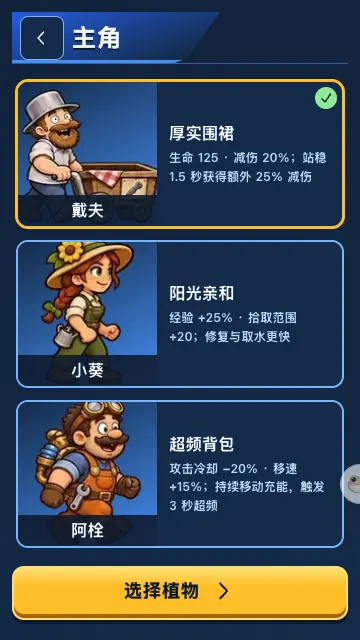 主角
厚实围裙
生命 125 · 减伤 20%；站稳
1.5 秒获得额外 25% 减伤
戴夫
阳光亲和
经验 +25% · 拾取范围
+20；修复与取水更快
小葵
超频背包
攻击冷却 −20% · 移速
+15%；持续移动充能，触发
3 秒超频
阿栓
选择植物